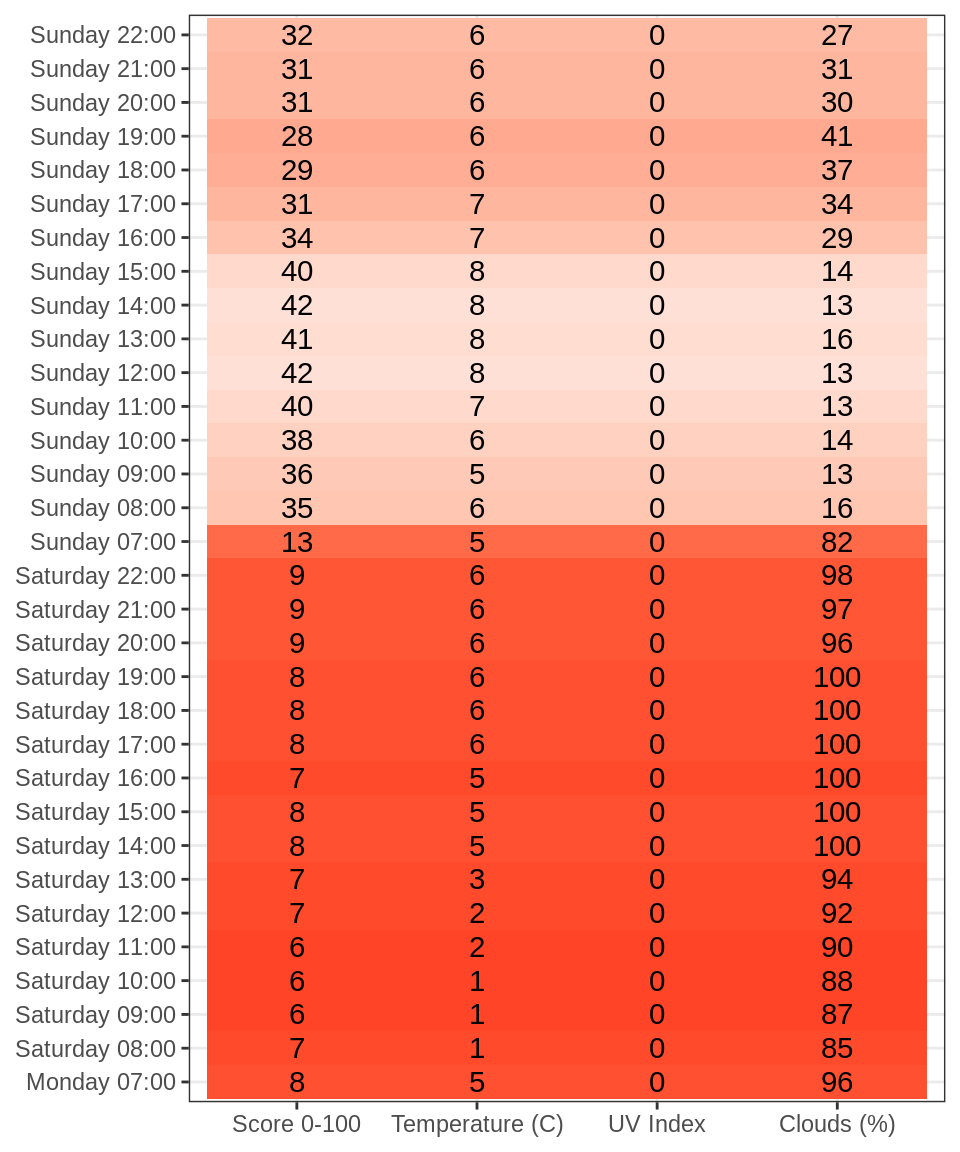 Sunday 22:00 32 6 0 27
Sunday 21:00 31 6 0 31
Sunday 20:00 31 6 0 30
Sunday 19:00 28 6 0 41
Sunday 18:00 29 6 0 37
Sunday 17:00 31 7 0 34
Sunday 16:00 34 7 0 29
Sunday 15:00 40 8 0 14
Sunday 14:00 42 8 0 13
Sunday 13:00 41 8 0 16
Sunday 12:00 42 8 0 13
Sunday 11:00 40 7 0 13
Sunday 10:00 38 6 0 14
Sunday 09:00 36 5 0 13
Sunday 08:00 35 6 0 16
Sunday 07:00 13 5 0 82
Saturday 22:00 9 6 0 98
Saturday 21:00 9 6 0 97
Saturday 20:00 9 6 0 96
Saturday 19:00 8 6 0 100
Saturday 18:00 8 6 0 100
Saturday 17:00 8 6 0 100
Saturday 16:00 7 5 0 100
Saturday 15:00 8 5 0 100
Saturday 14:00 8 5 0 100
Saturday 13:00 7 3 0 94
Saturday 12:00 7 2 0 92
Saturday 11:00 6 2 0 90
Saturday 10:00 6 1 0 88
Saturday 09:00 6 1 0 87
Saturday 08:00 7 1 0 85
Monday 07:00 8 5 0 96
Score 0-100 Temperature (C) UV Index Clouds (%)